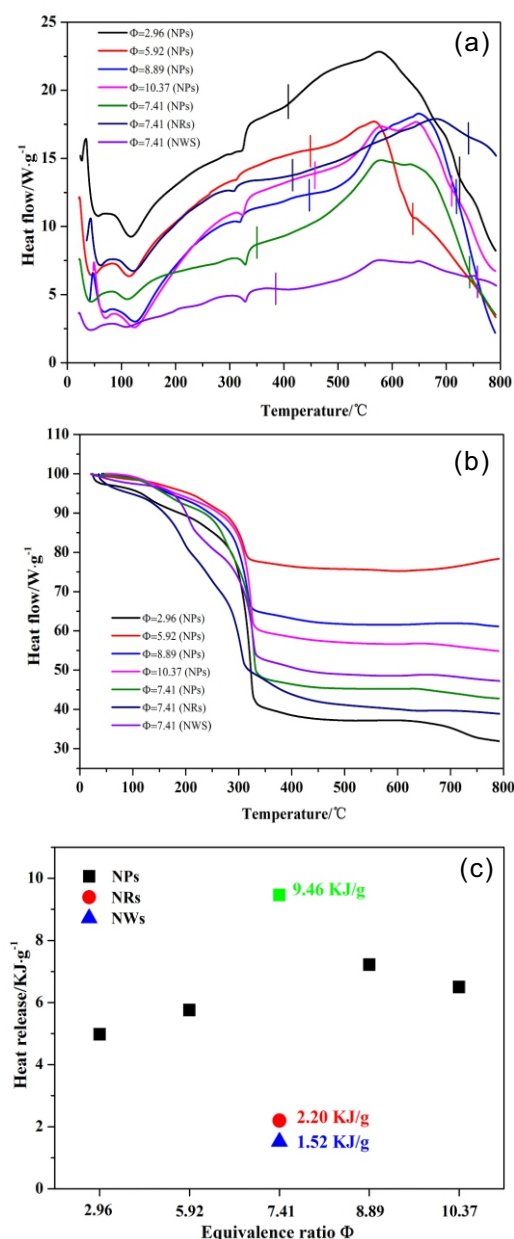 (a)
Φ=2.96 (NPs)
Φ=5.92 (NPs)
Φ=8.89 (NPs)
Φ=10.37 (NPs)
Φ=7.41 (NPs)
Φ=7.41 (NRs)
Φ=7.41 (NWS)
Heat flow/W·g⁻¹
25
20
15
10
5
0
0 100 200 300 400 500 600 700 800
Temperature/℃
(b)
Heat flow/W·g⁻¹
110
100
90
80
70
60
50
40
30
Φ=2.96 (NPs)
Φ=5.92 (NPs)
Φ=8.89 (NPs)
Φ=10.37 (NPs)
Φ=7.41 (NPs)
Φ=7.41 (NRs)
Φ=7.41 (NWS)
0 100 200 300 400 500 600 700 800
Temperature/℃
(c)
NPs
NRs
NWs
9.46 KJ/g
2.20 KJ/g
1.52 KJ/g
Heat release/KJ·g⁻¹
10
8
6
4
2
0
2.96 5.92 7.41 8.89 10.37
Equivalence ratio Φ